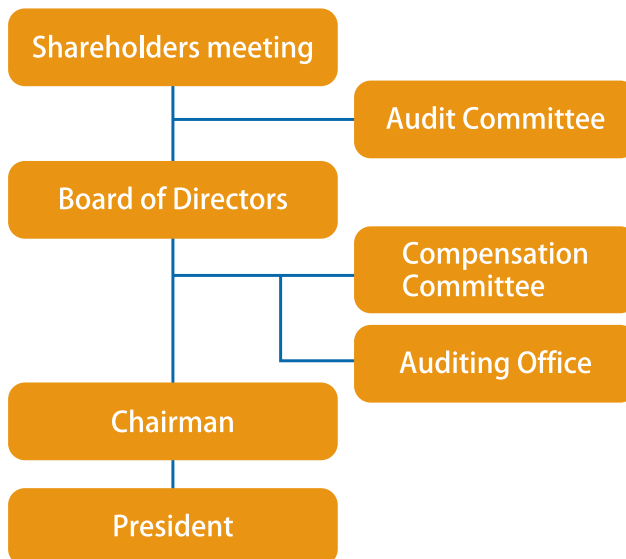 Shareholders meeting
Audit Committee
Board of Directors
Compensation
Committee
Auditing Office
Chairman
President